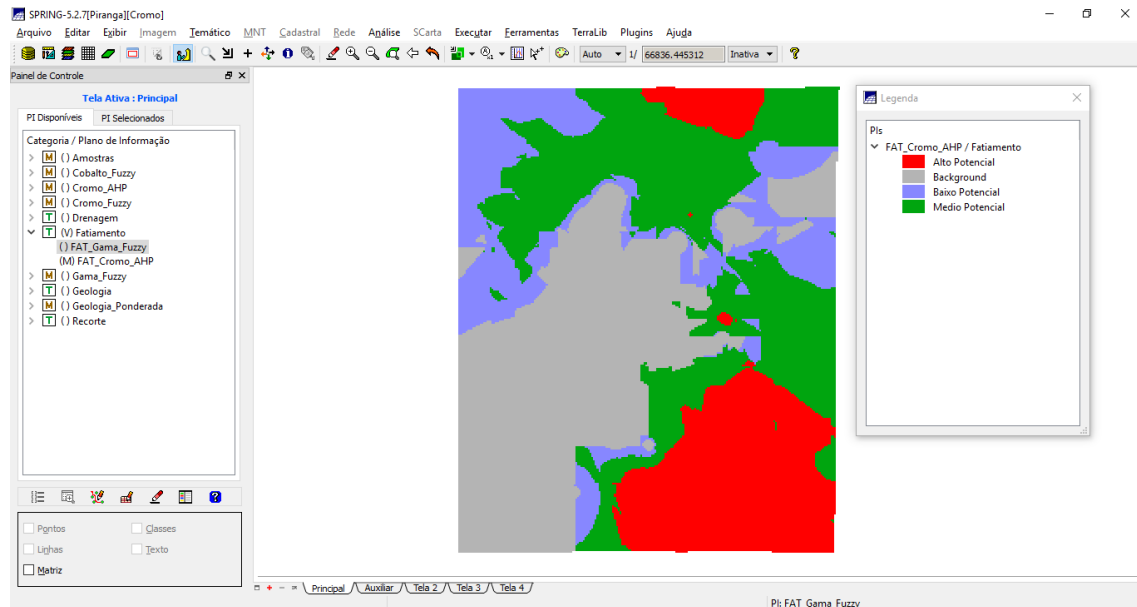 SPRING-5.2.7[Piranga][Cromo]
Arquivo Editar Exibir Imagem Temático MNT Cadastral Rede Análise SCarta Executar Ferramentas TerraLib Plugins Ajuda
Auto 1/ 66836.445312 Inativa
Painel de Controle
Tela Ativa : Principal
PI Disponíveis PI Selecionados
Categoria / Plano de Informação
M ( ) Amostras
M ( ) Cobalto_Fuzzy
M ( ) Cromo_AHP
M ( ) Cromo_Fuzzy
T ( ) Drenagem
T (V) Fatiamento
( ) FAT_Gama_Fuzzy
(M) FAT_Cromo_AHP
M ( ) Gama_Fuzzy
T ( ) Geologia
M ( ) Geologia_Ponderada
T ( ) Recorte
Pontos Classes
Linhas Texto
Matriz
Legenda
PIs
FAT_Cromo_AHP / Fatiamento
Alto Potencial
Background
Baixo Potencial
Medio Potencial
Principal Auxiliar Tela 2 Tela 3 Tela 4
PI: FAT_Gama_Fuzzy